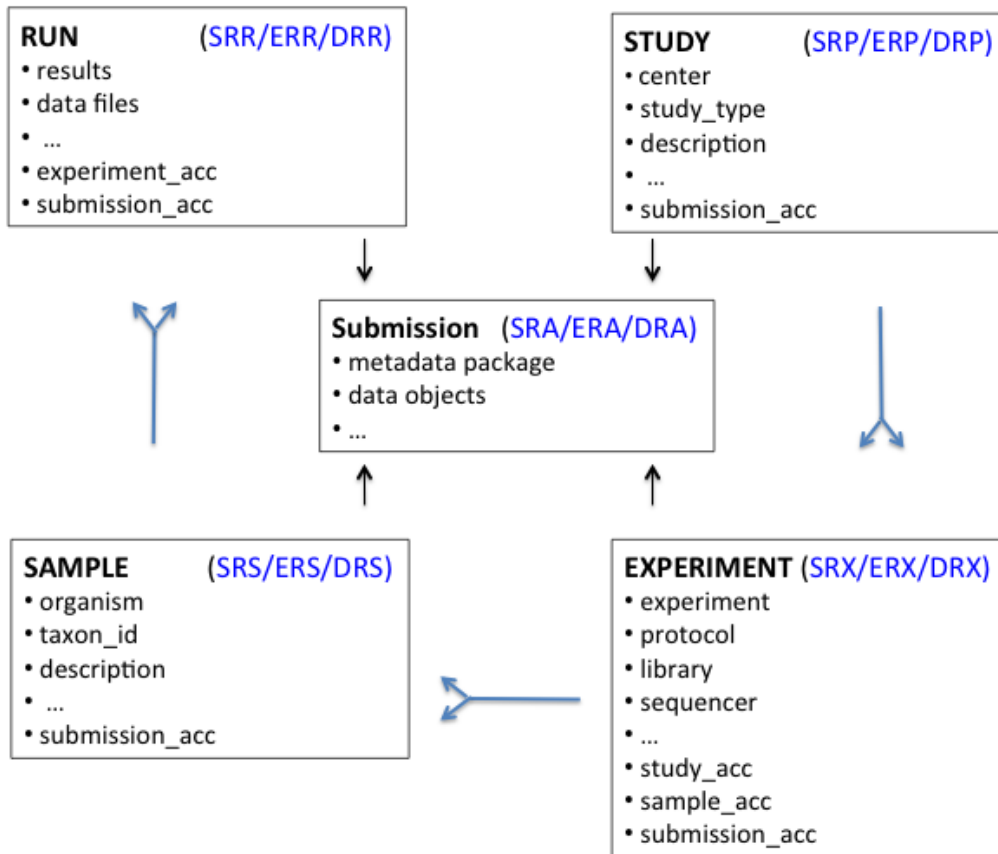 RUN (SRR/ERR/DRR)
• results
• data files
• ...
• experiment_acc
• submission_acc
STUDY (SRP/ERP/DRP)
• center
• study_type
• description
• ...
• submission_acc
Submission (SRA/ERA/DRA)
• metadata package
• data objects
• ...
SAMPLE (SRS/ERS/DRS)
• organism
• taxon_id
• description
• ...
• submission_acc
EXPERIMENT (SRX/ERX/DRX)
• experiment
• protocol
• library
• sequencer
• ...
• study_acc
• sample_acc
• submission_acc